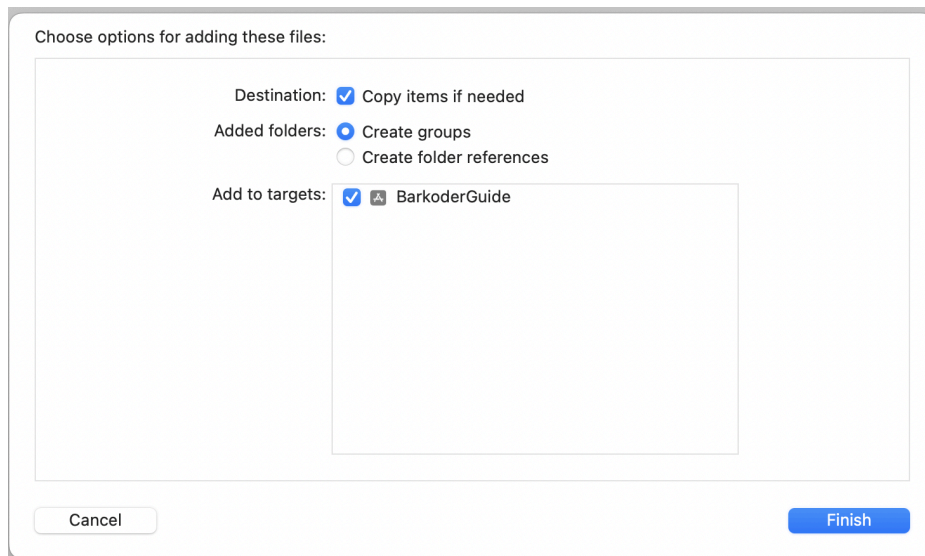 Choose options for adding these files:
Destination: Copy items if needed
Added folders: Create groups
Create folder references
Add to targets: BarkoderGuide
Cancel Finish